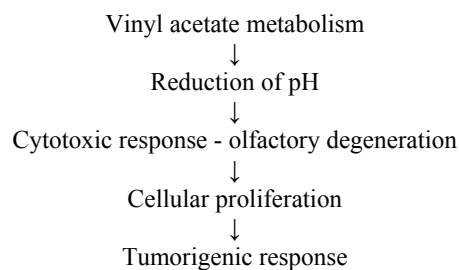 Vinyl acetate metabolism
↓
Reduction of pH
↓
Cytotoxic response - olfactory degeneration
↓
Cellular proliferation
↓
Tumorigenic response